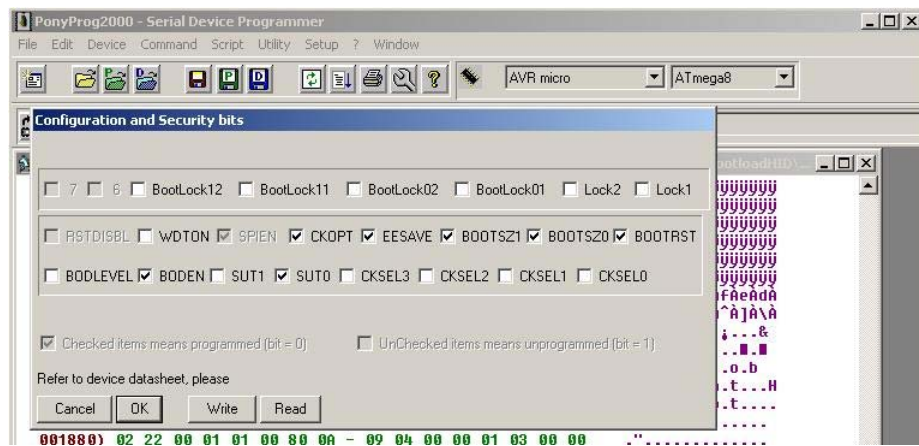 PonyProg2000 - Serial Device Programmer
File Edit Device Command Script Utility Setup ? Window
AVR micro ATmega8
Configuration and Security bits
7 6 BootLock12 BootLock11 BootLock02 BootLock01 Lock2 Lock1
RSTDISBL WDTON SPIEN CKOPT EESAVE BOOTSZ1 BOOTSZ0 BOOTRST
BODLEVEL BODEN SUT1 SUT0 CKSEL3 CKSEL2 CKSEL1 CKSEL0
Checked items means programmed (bit = 0) UnChecked items means unprogrammed (bit = 1)
Refer to device datasheet, please
Cancel OK Write Read
001880) 02 22 00 01 01 00 80 0A - 09 04 00 00 01 03 00 00 ."..............